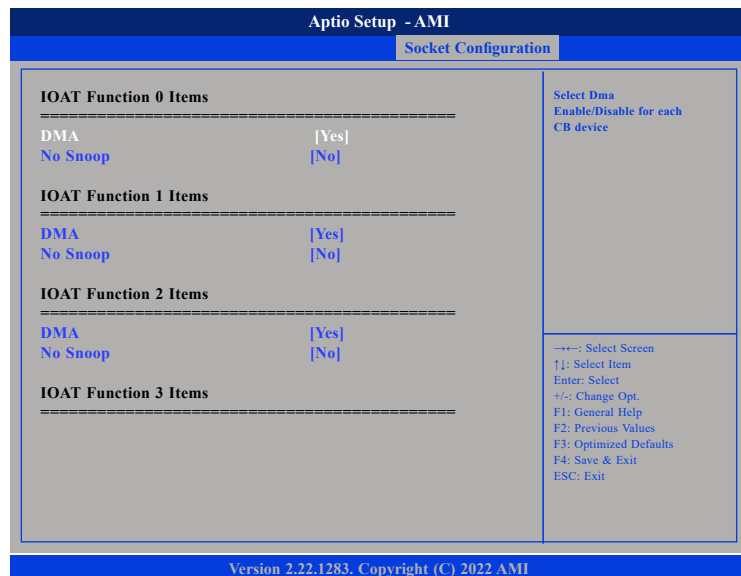 Aptio Setup - AMI
Socket Configuration
IOAT Function 0 Items
============================================
DMA [Yes]
No Snoop [No]
IOAT Function 1 Items
============================================
DMA [Yes]
No Snoop [No]
IOAT Function 2 Items
============================================
DMA [Yes]
No Snoop [No]
IOAT Function 3 Items
============================================
Select Dma
Enable/Disable for each
CB device
→←: Select Screen
↑↓: Select Item
Enter: Select
+/-: Change Opt.
F1: General Help
F2: Previous Values
F3: Optimized Defaults
F4: Save & Exit
ESC: Exit
Version 2.22.1283. Copyright (C) 2022 AMI